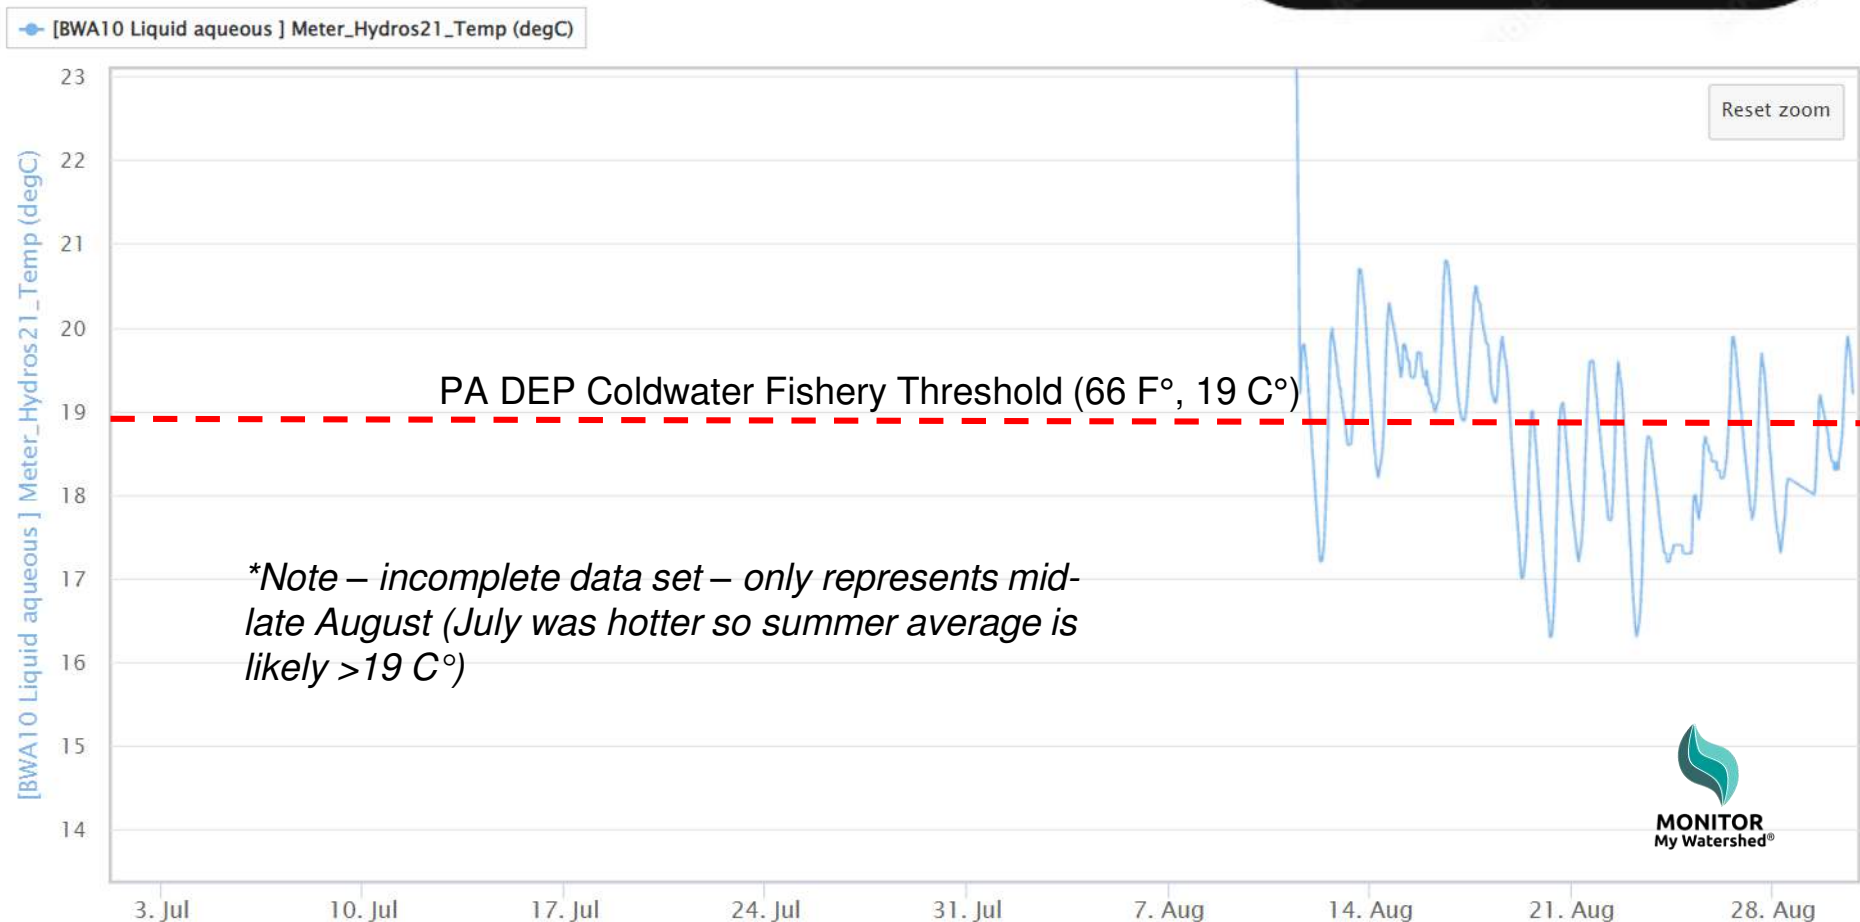 [BWA10 Liquid aqueous ] Meter_Hydros21_Temp (degC)
Reset zoom
[BWA10 Liquid aqueous ] Meter_Hydros21_Temp (degC)
23
22
21
20
19
18
17
16
15
14
PA DEP Coldwater Fishery Threshold (66 F°, 19 C°)
*Note – incomplete data set – only represents mid-
late August (July was hotter so summer average is
likely >19 C°)
MONITOR
My Watershed®
3. Jul
10. Jul
17. Jul
24. Jul
31. Jul
7. Aug
14. Aug
21. Aug
28. Aug